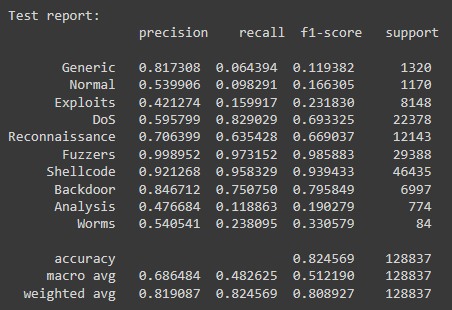 Test report:
precision recall f1-score support
Generic 0.817308 0.064394 0.119382 1320
Normal 0.539906 0.098291 0.166305 1170
Exploits 0.421274 0.159917 0.231830 8148
DoS 0.595799 0.829029 0.693325 22378
Reconnaissance 0.706399 0.635428 0.669037 12143
Fuzzers 0.998952 0.973152 0.985883 29388
Shellcode 0.921268 0.958329 0.939433 46435
Backdoor 0.846712 0.750750 0.795849 6997
Analysis 0.476684 0.118863 0.190279 774
Worms 0.540541 0.238095 0.330579 84
accuracy 0.824569 128837
macro avg 0.686484 0.482625 0.512190 128837
weighted avg 0.819087 0.824569 0.808927 128837